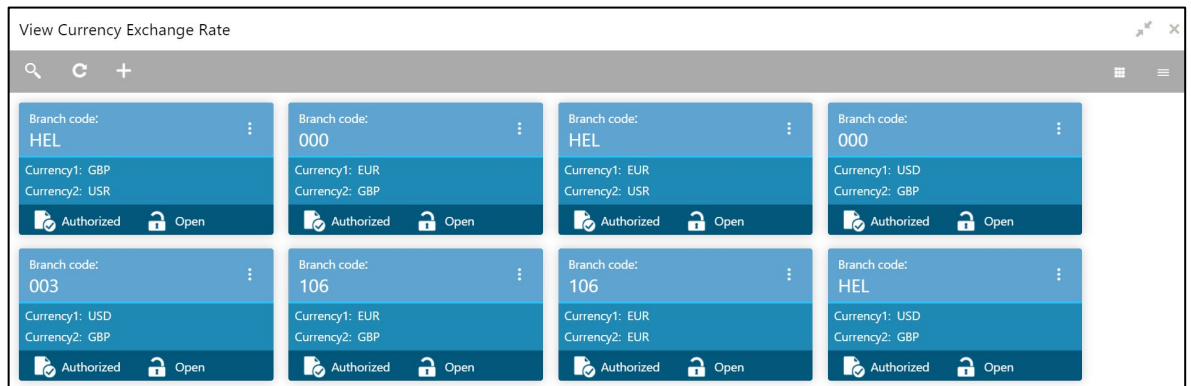 View Currency Exchange Rate
Branch code:
HEL
Currency1: GBP
Currency2: USR
Authorized Open
Branch code:
000
Currency1: EUR
Currency2: GBP
Authorized Open
Branch code:
HEL
Currency1: EUR
Currency2: USR
Authorized Open
Branch code:
000
Currency1: USD
Currency2: GBP
Authorized Open
Branch code:
003
Currency1: USD
Currency2: GBP
Authorized Open
Branch code:
106
Currency1: EUR
Currency2: GBP
Authorized Open
Branch code:
106
Currency1: EUR
Currency2: EUR
Authorized Open
Branch code:
HEL
Currency1: USD
Currency2: GBP
Authorized Open